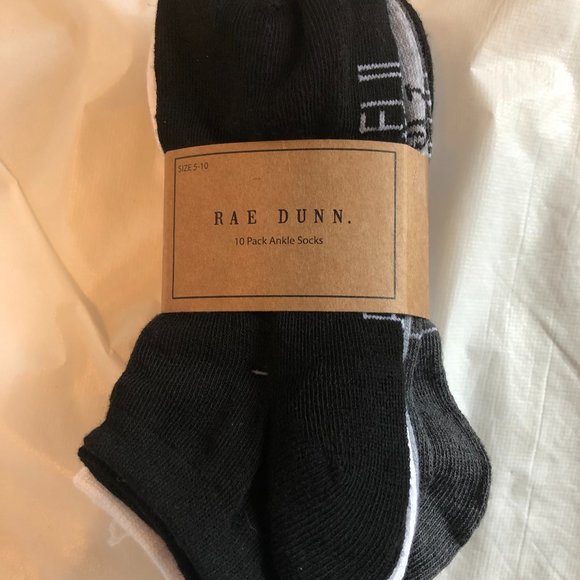 SIZE 5-10
RAE DUNN.
10 Pack Ankle Socks